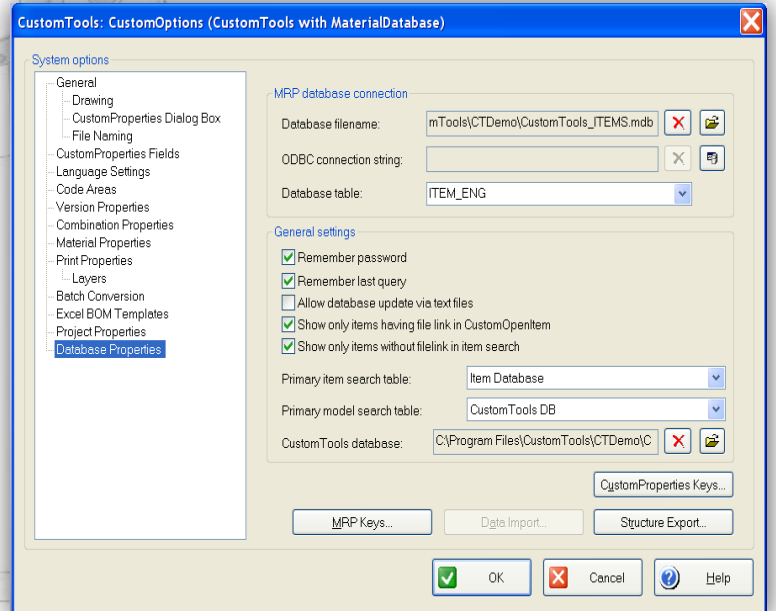 CustomTools: CustomOptions (CustomTools with MaterialDatabase)
System options
General
Drawing
CustomProperties Dialog Box
File Naming
CustomProperties Fields
Language Settings
Code Areas
Version Properties
Combination Properties
Material Properties
Print Properties
Layers
Batch Conversion
Excel BOM Templates
Project Properties
Database Properties
MRP database connection
Database filename: mTools\CTDemo\CustomTools_ITEMS.mdb
ODBC connection string:
Database table: ITEM_ENG
General settings
Remember password
Remember last query
Allow database update via text files
Show only items having file link in CustomOpenItem
Show only items without filelink in item search
Primary item search table: Item Database
Primary model search table: CustomTools DB
CustomTools database: C:\Program Files\CustomTools\CTDemo\C
CustomProperties Keys...
MRP Keys... Data Import... Structure Export...
OK Cancel Help